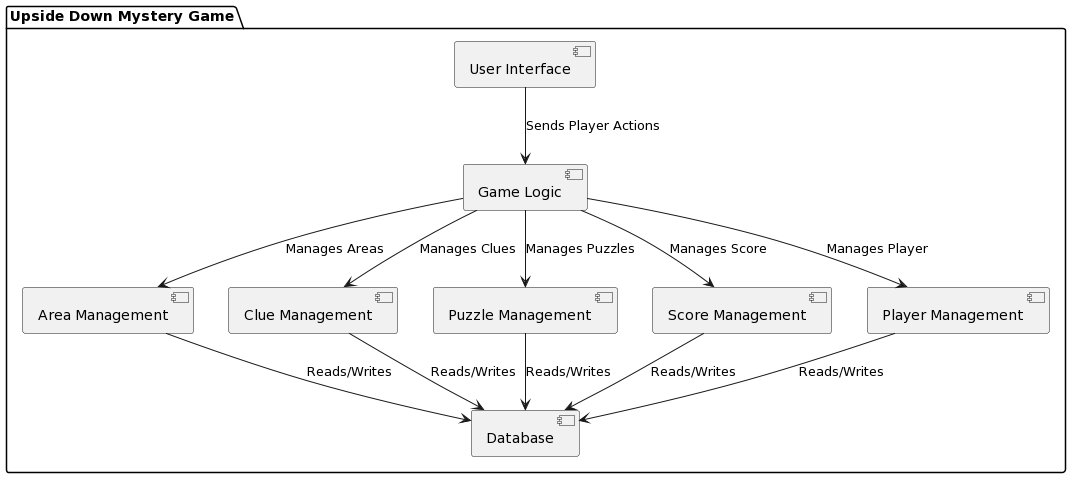 Upside Down Mystery Game
User Interface
Sends Player Actions
Game Logic
Manages Areas
Manages Clues
Manages Puzzles
Manages Score
Manages Player
Area Management
Clue Management
Puzzle Management
Score Management
Player Management
Reads/Writes
Reads/Writes
Reads/Writes
Reads/Writes
Reads/Writes
Database